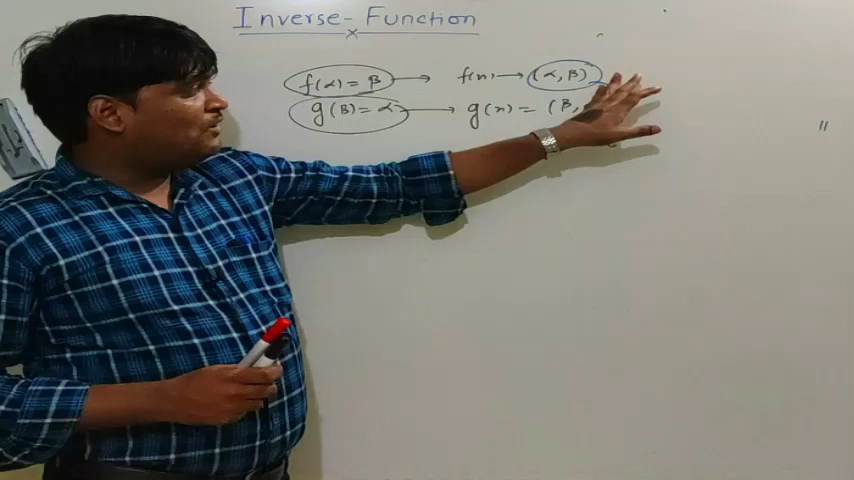 Inverse-Function
f(α) = β → f(x) → (α, β)
g(β) = α → g(x) = (β,